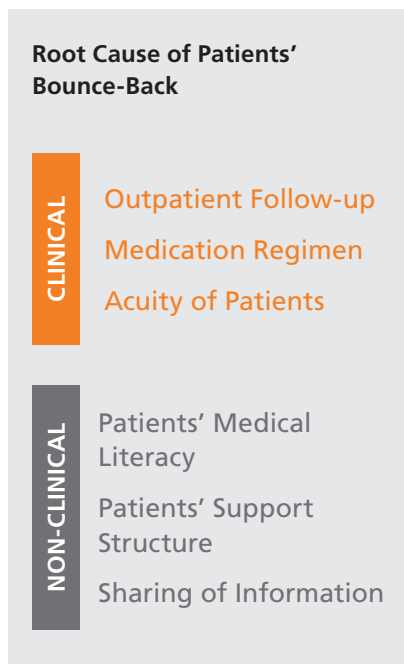 Root Cause of Patients’
Bounce-Back
CLINICAL
Outpatient Follow-up
Medication Regimen
Acuity of Patients
NON-CLINICAL
Patients’ Medical
Literacy
Patients’ Support
Structure
Sharing of Information